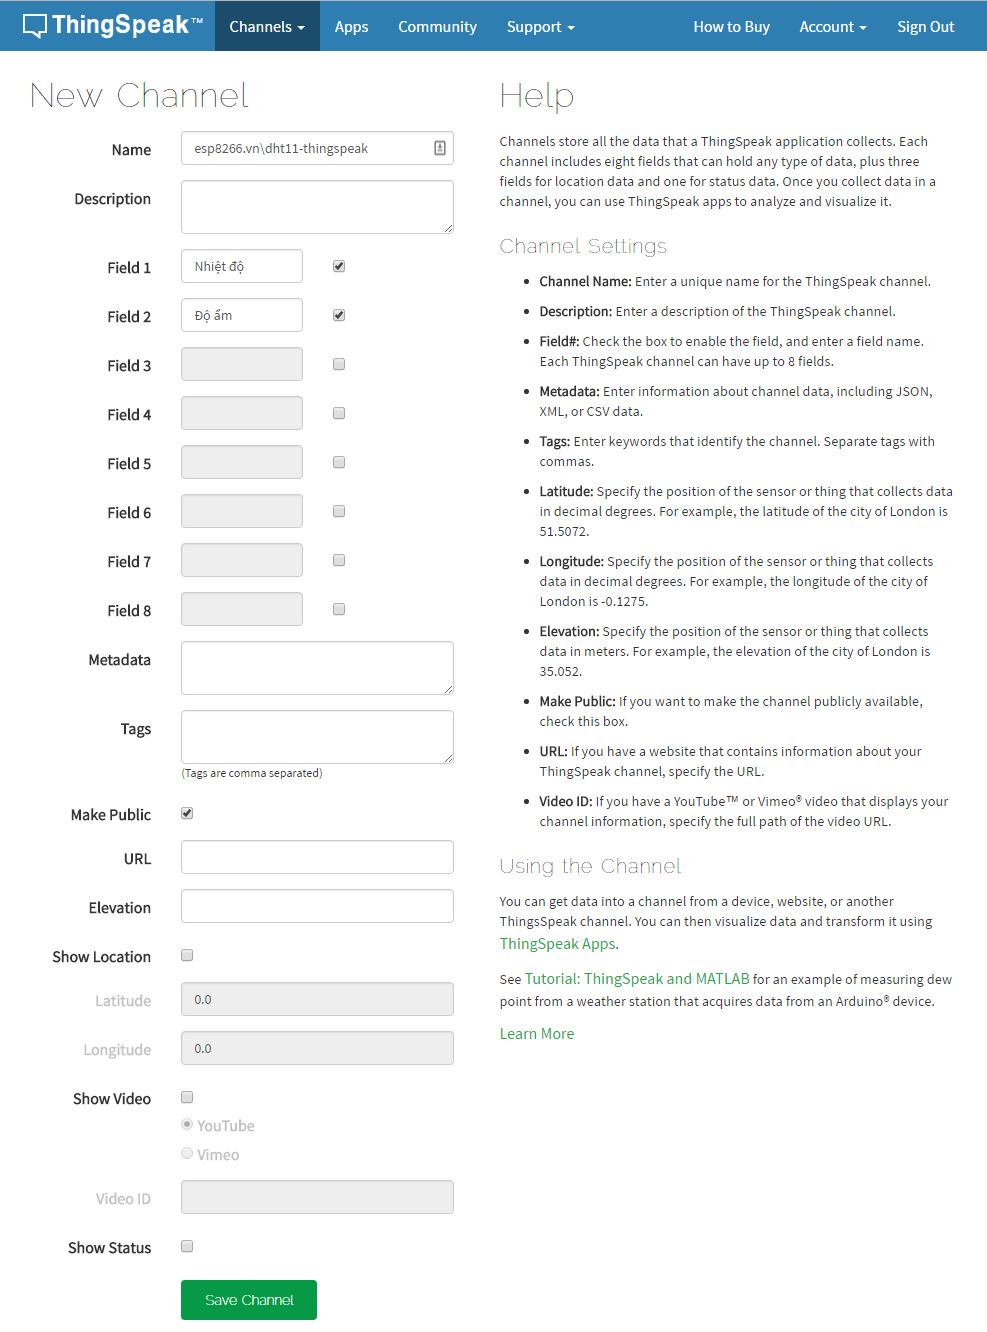 ThingSpeak™ Channels Apps Community Support How to Buy Account Sign Out
New Channel
Name esp8266.vn\dht11-thingspeak
Description
Field 1 Nhiệt độ
Field 2 Độ ẩm
Field 3
Field 4
Field 5
Field 6
Field 7
Field 8
Metadata
Tags
(Tags are comma separated)
Make Public
URL
Elevation
Show Location
Latitude 0.0
Longitude 0.0
Show Video
YouTube
Vimeo
Video ID
Show Status
Save Channel
Help
Channels store all the data that a ThingSpeak application collects. Each
channel includes eight fields that can hold any type of data, plus three
fields for location data and one for status data. Once you collect data in a
channel, you can use ThingSpeak apps to analyze and visualize it.
Channel Settings
• Channel Name: Enter a unique name for the ThingSpeak channel.
• Description: Enter a description of the ThingSpeak channel.
• Field#: Check the box to enable the field, and enter a field name.
Each ThingSpeak channel can have up to 8 fields.
• Metadata: Enter information about channel data, including JSON,
XML, or CSV data.
• Tags: Enter keywords that identify the channel. Separate tags with
commas.
• Latitude: Specify the position of the sensor or thing that collects data
in decimal degrees. For example, the latitude of the city of London is
51.5072.
• Longitude: Specify the position of the sensor or thing that collects
data in decimal degrees. For example, the longitude of the city of
London is -0.1275.
• Elevation: Specify the position of the sensor or thing that collects
data in meters. For example, the elevation of the city of London is
35.052.
• Make Public: If you want to make the channel publicly available,
check this box.
• URL: If you have a website that contains information about your
ThingSpeak channel, specify the URL.
• Video ID: If you have a YouTube™ or Vimeo® video that displays your
channel information, specify the full path of the video URL.
Using the Channel
You can get data into a channel from a device, website, or another
ThingsSpeak channel. You can then visualize data and transform it using
ThingSpeak Apps.
See Tutorial: ThingSpeak and MATLAB for an example of measuring dew
point from a weather station that acquires data from an Arduino® device.
Learn More